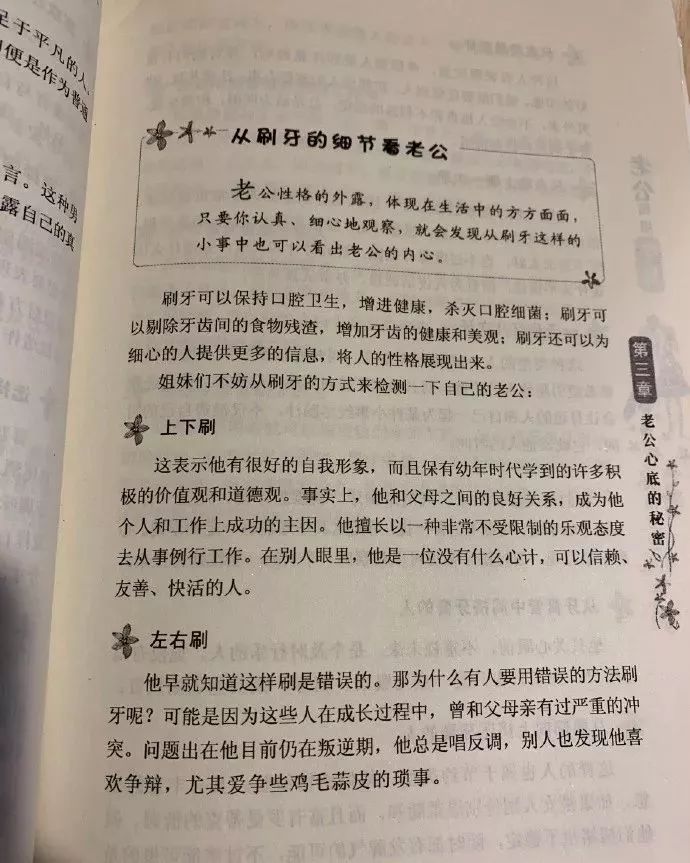 足于平凡的人、
便是作为普通
言。这种男
露自己的真
从刷牙的细节看老公
老公性格的外露，体现在生活中的方方面面，
只要你认真、细心地观察，就会发现从刷牙这样的
小事中也可以看出老公的内心。
刷牙可以保持口腔卫生，增进健康，杀灭口腔细菌；刷牙可
以剔除牙齿间的食物残渣，增加牙齿的健康和美观；刷牙还可以为
细心的人提供更多的信息，将人的性格展现出来。
姐妹们不妨从刷牙的方式来检测一下自己的老公：
上下刷
这表示他有很好的自我形象，而且保有幼年时代学到的许多积
极的价值观和道德观。事实上，他和父母之间的良好关系，成为他
个人和工作上成功的主因。他擅长以一种非常不受限制的乐观态度
去从事例行工作。在别人眼里，他是一位没有什么心计，可以信赖、
友善、快活的人。
左右刷
他早就知道这样刷是错误的。那为什么有人要用错误的方法刷
牙呢？可能是因为这些人在成长过程中，曾和父母亲有过严重的冲
突。问题出在他目前仍在叛逆期，他总是唱反调，别人也发现他喜
欢争辩，尤其爱争些鸡毛蒜皮的琐事。
第三章
老公心底的秘密